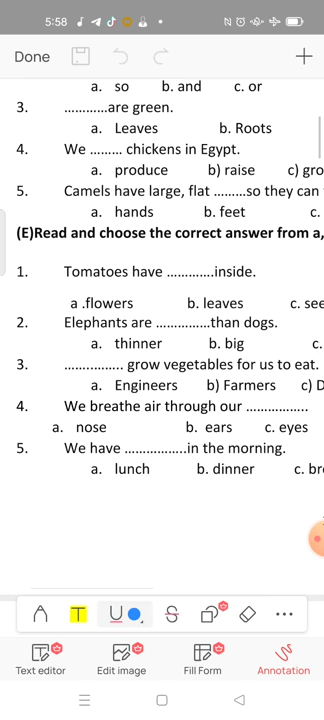 5:58
Done
a. so b. and c. or
3. ............are green.
a. Leaves b. Roots
4. We ......... chickens in Egypt.
a. produce b) raise c) gro
5. Camels have large, flat .........so they can
a. hands b. feet c.
(E)Read and choose the correct answer from a,
1. Tomatoes have .............inside.
a .flowers b. leaves c. see
2. Elephants are ...............than dogs.
a. thinner b. big c.
3. ................ grow vegetables for us to eat.
a. Engineers b) Farmers c) D
4. We breathe air through our .................
a. nose b. ears c. eyes
5. We have .................in the morning.
a. lunch b. dinner c. br
T U S
Text editor Edit image Fill Form Annotation